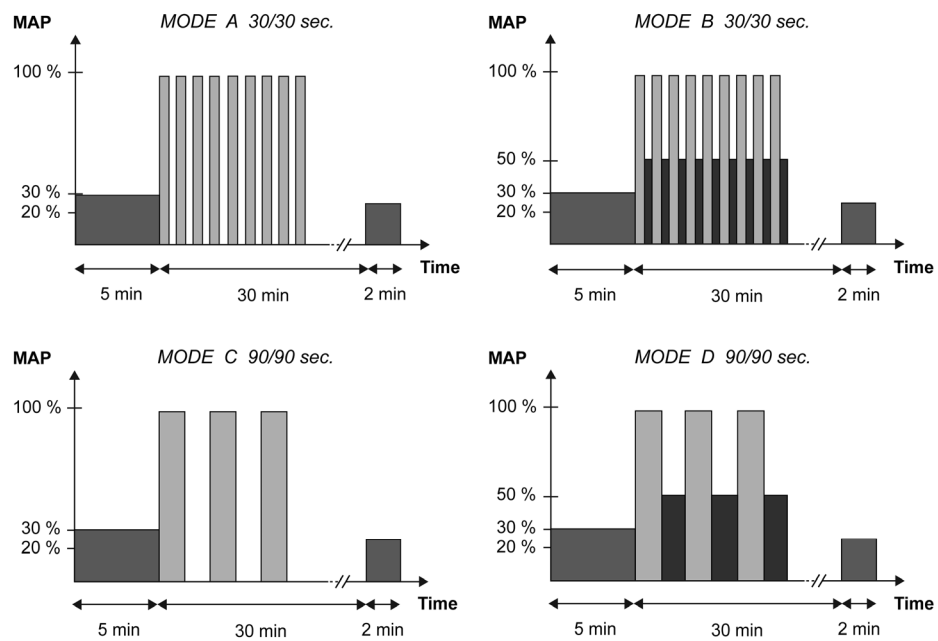 MAP MODE A 30/30 sec.
100 %
30 %
20 %
Time
5 min 30 min 2 min
MAP MODE B 30/30 sec.
100 %
50 %
30 %
20 %
Time
5 min 30 min 2 min
MAP MODE C 90/90 sec.
100 %
30 %
20 %
Time
5 min 30 min 2 min
MAP MODE D 90/90 sec.
100 %
50 %
30 %
20 %
Time
5 min 30 min 2 min